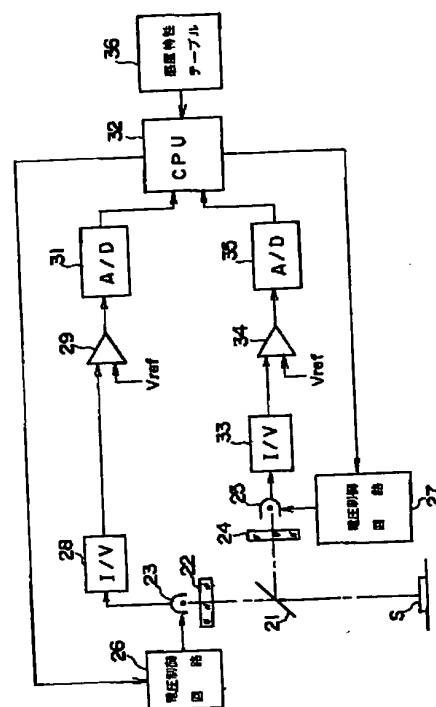 36
感度特性
テーブル
32
CPU
31
A/D
35
A/D
29
Vref
34
Vref
28
I/V
33
I/V
23
22
25
24
26
電圧制御
回路
27
電圧制御
回路
21
S